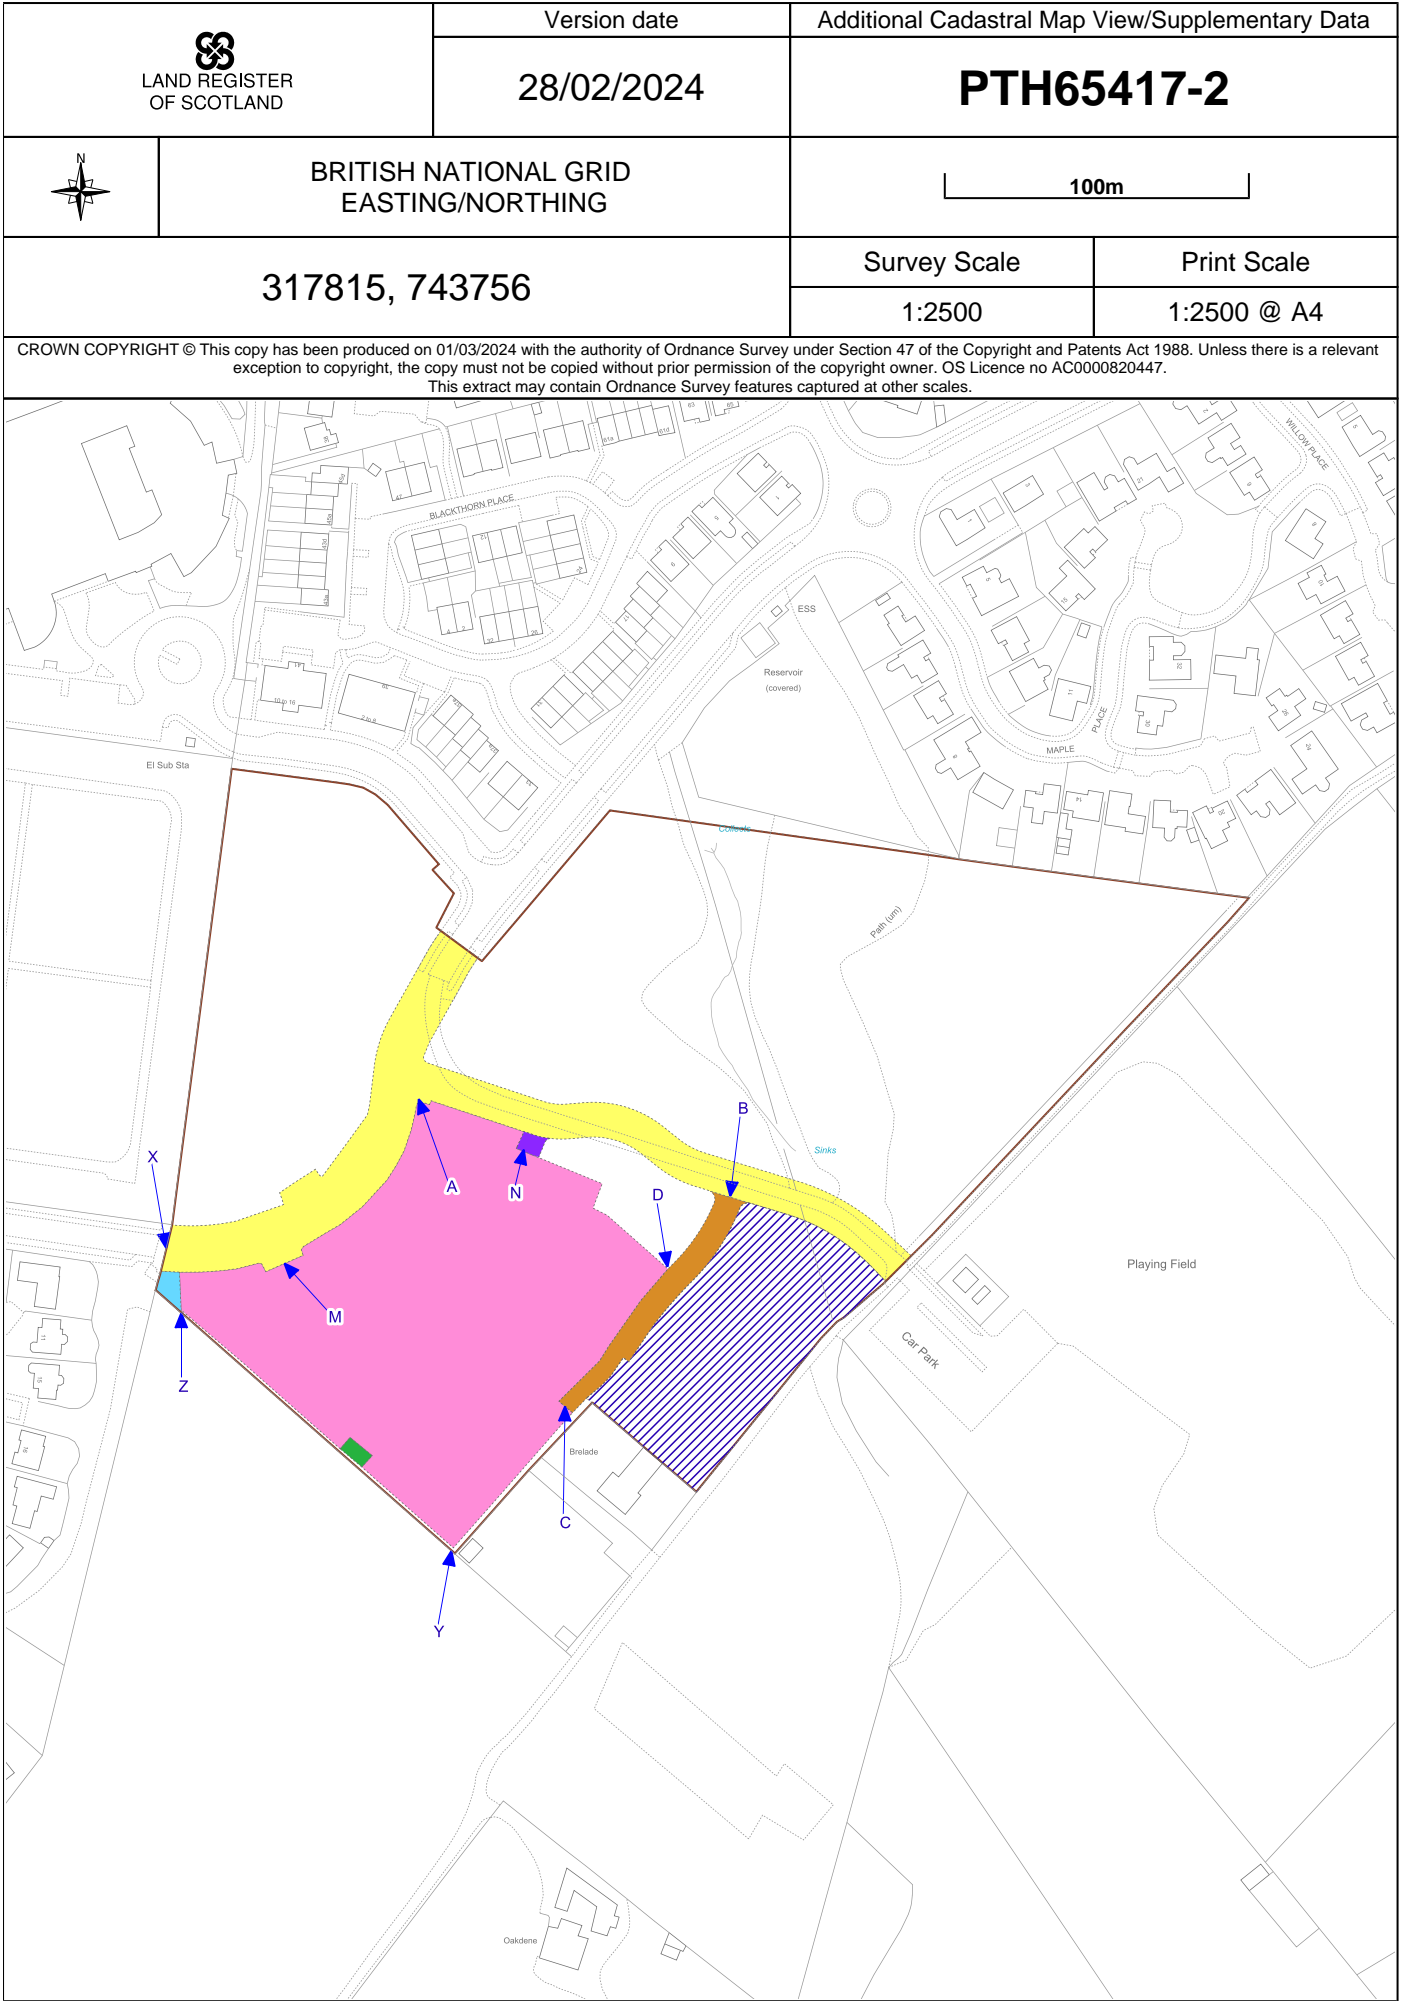 LAND REGISTER
OF SCOTLAND
Version date
28/02/2024
Additional Cadastral Map View/Supplementary Data
PTH65417-2
N
BRITISH NATIONAL GRID
EASTING/NORTHING
100m
317815, 743756
Survey Scale
Print Scale
1:2500
1:2500 @ A4
CROWN COPYRIGHT © This copy has been produced on 01/03/2024 with the authority of Ordnance Survey under Section 47 of the Copyright and Patents Act 1988. Unless there is a relevant
exception to copyright, the copy must not be copied without prior permission of the copyright owner. OS Licence no AC0000820447.
This extract may contain Ordnance Survey features captured at other scales.
WILLOW PLACE
BLACKTHORN PLACE
ESS
Reservoir
(covered)
MAPLE
PLACE
El Sub Sta
Collects
Path (um)
B
Sinks
X
A
N
D
Playing Field
M
Car Park
Z
Brelade
C
Y
Oakdene